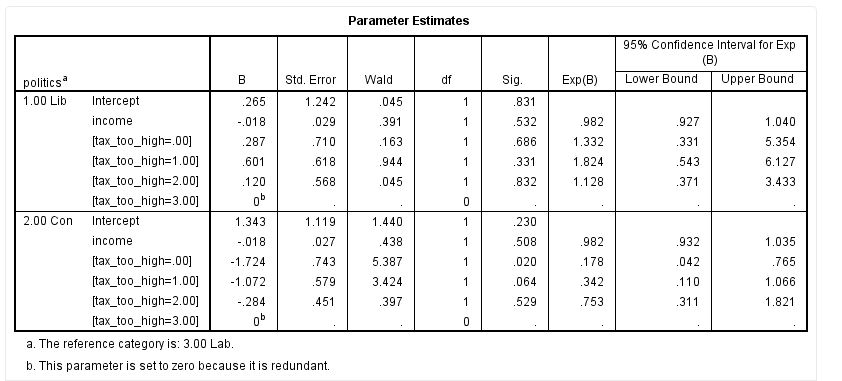 Parameter Estimates
95% Confidence Interval for Exp
(B)
politicsa B Std. Error Wald df Sig. Exp(B) Lower Bound Upper Bound
1.00 Lib Intercept .265 1.242 .045 1 .831
income -.018 .029 .391 1 .532 .982 .927 1.040
[tax_too_high=.00] .287 .710 .163 1 .686 1.332 .331 5.354
[tax_too_high=1.00] .601 .618 .944 1 .331 1.824 .543 6.127
[tax_too_high=2.00] .120 .568 .045 1 .832 1.128 .371 3.433
[tax_too_high=3.00] 0b . . 0 . . . .
2.00 Con Intercept 1.343 1.119 1.440 1 .230
income -.018 .027 .438 1 .508 .982 .932 1.035
[tax_too_high=.00] -1.724 .743 5.387 1 .020 .178 .042 .765
[tax_too_high=1.00] -1.072 .579 3.424 1 .064 .342 .110 1.066
[tax_too_high=2.00] -.284 .451 .397 1 .529 .753 .311 1.821
[tax_too_high=3.00] 0b . . 0 . . . .
a. The reference category is: 3.00 Lab.
b. This parameter is set to zero because it is redundant.